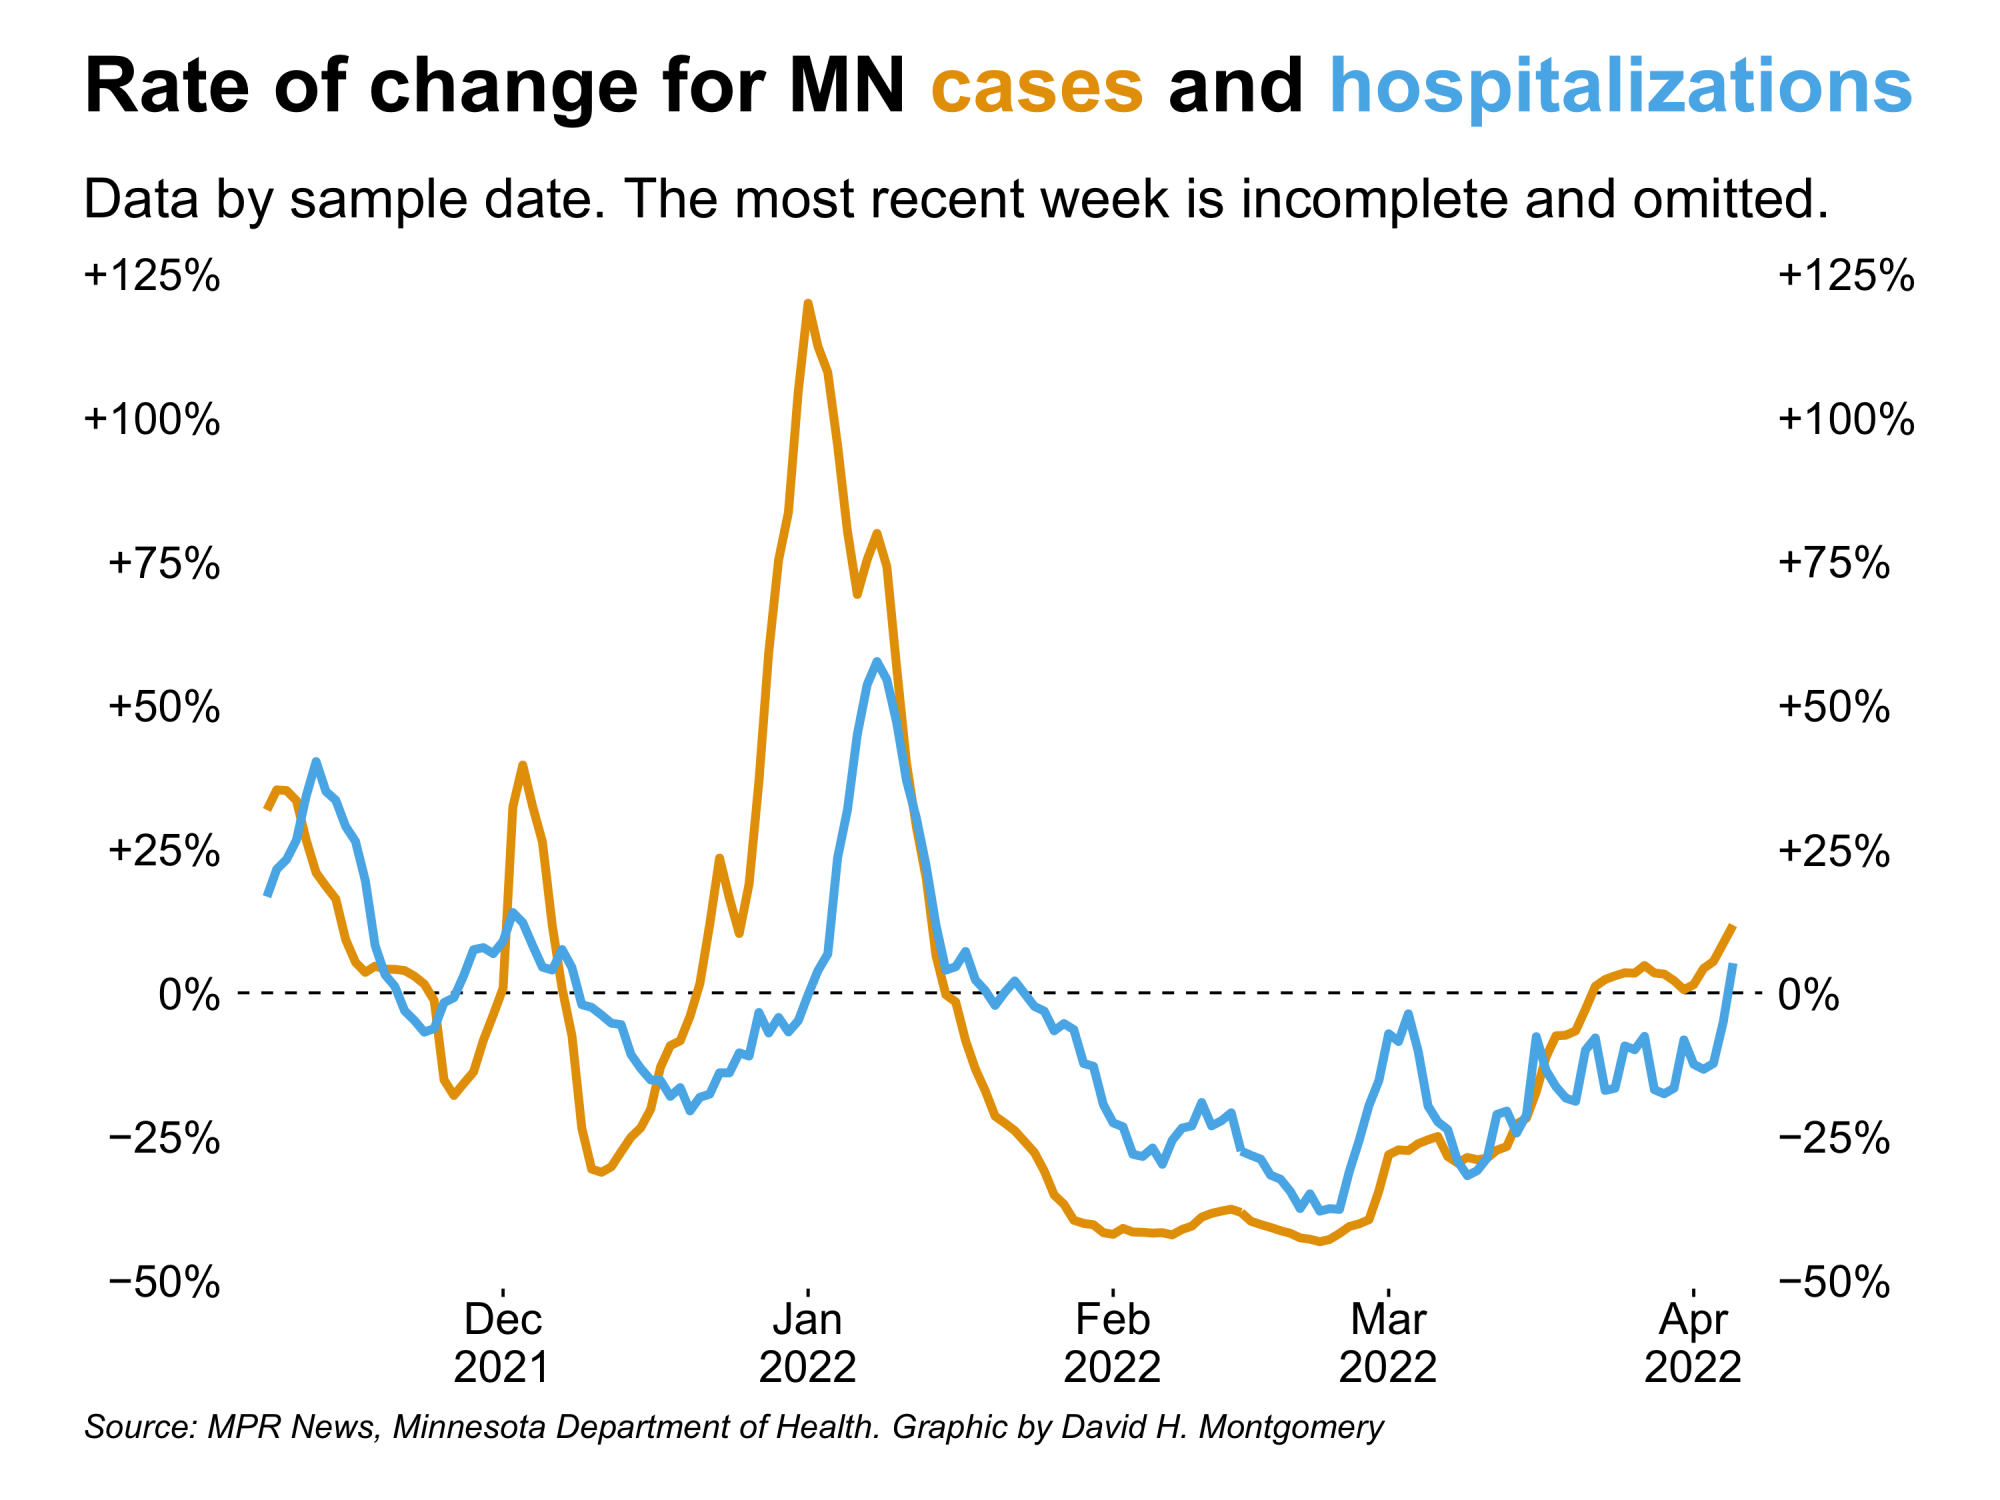 Rate of change for MN cases and hospitalizations
Data by sample date. The most recent week is incomplete and omitted.
+125% +125%
+100% +100%
+75% +75%
+50% +50%
+25% +25%
0% 0%
−25% −25%
−50% −50%
Dec Jan Feb Mar Apr
2021 2022 2022 2022 2022
Source: MPR News, Minnesota Department of Health. Graphic by David H. Montgomery